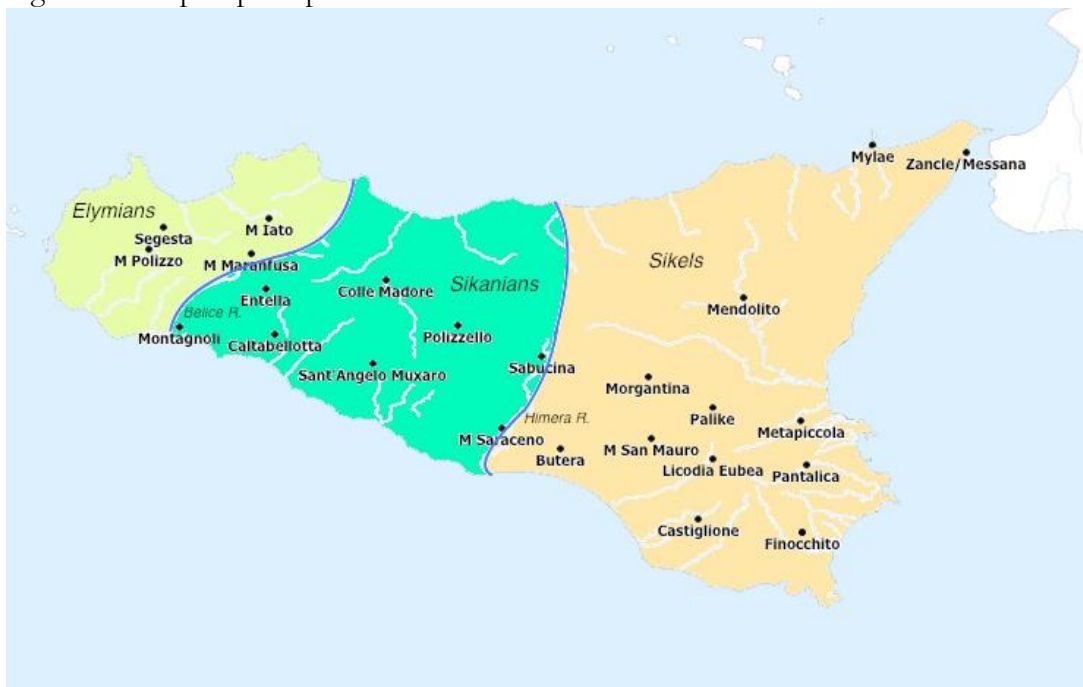 Mylae
Zancle/Messana
Elymians
Segesta
M Iato
M Polizzo
M Maranfusa
Sikels
Colle Madore
Sikanians
Entella
Mendolito
Belice R.
Montagnoli
Caltabellotta
Polizzello
Sabucina
Sant'Angelo Muxaro
Morgantina
Palike
Himera R.
Metapiccola
M Saraceno
M San Mauro
Butera
Licodia Eubea
Pantalica
Castiglione
Finocchito